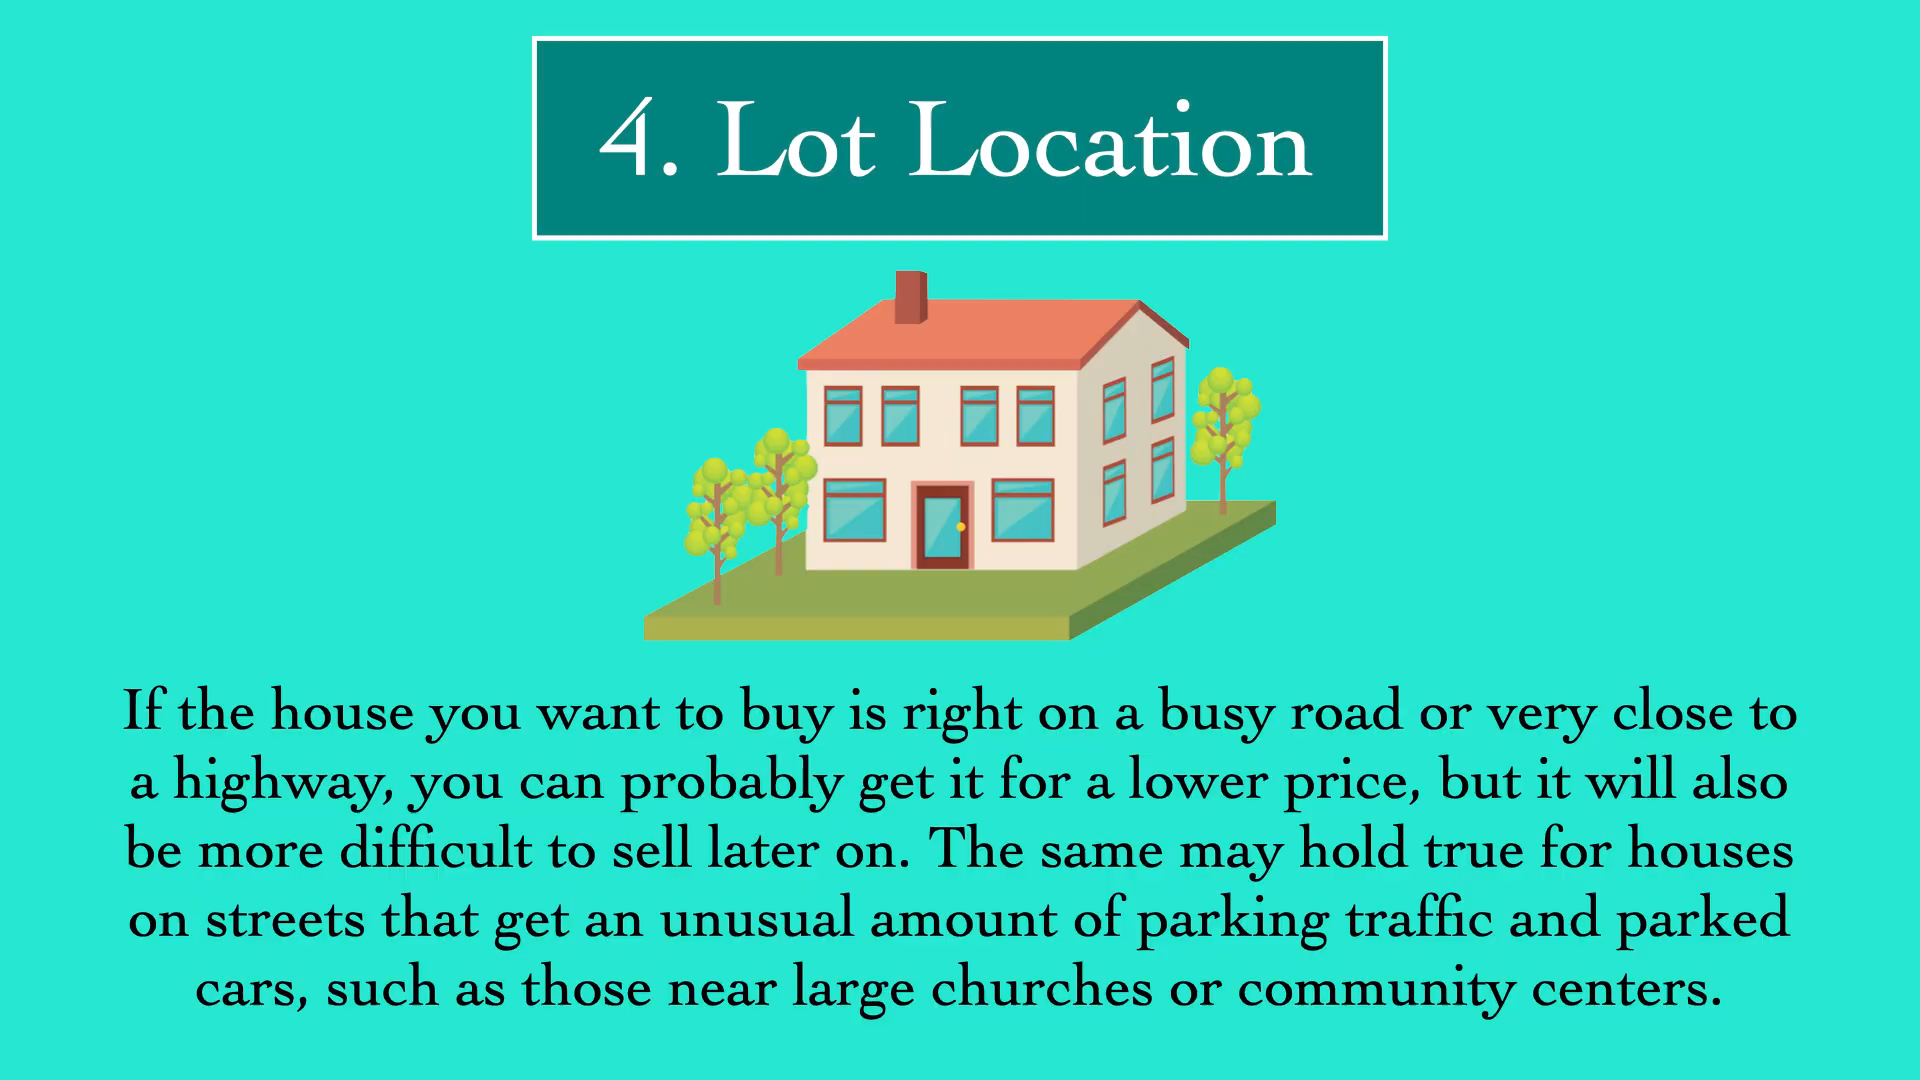 4. Lot Location
If the house you want to buy is right on a busy road or very close to
a highway, you can probably get it for a lower price, but it will also
be more difficult to sell later on. The same may hold true for houses
on streets that get an unusual amount of parking traffic and parked
cars, such as those near large churches or community centers.